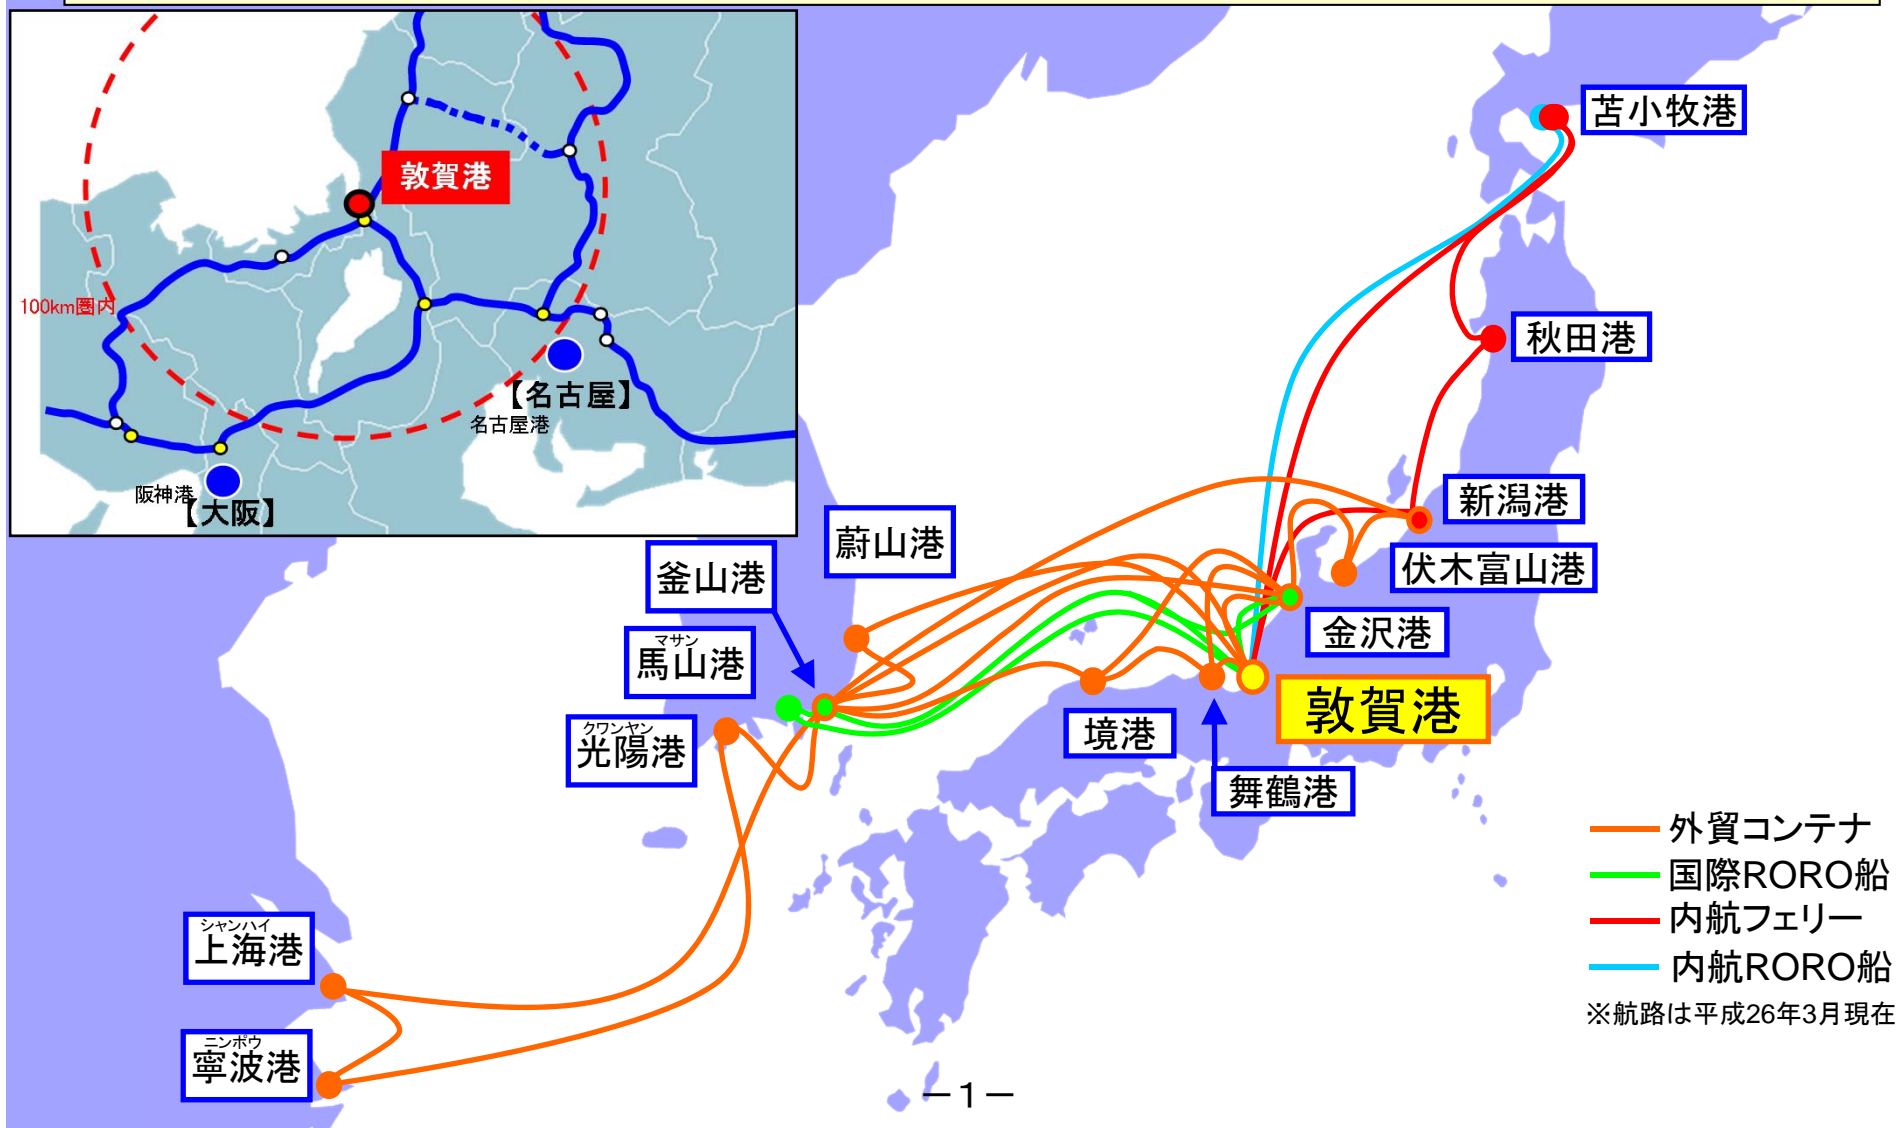 敦賀港
100km圏内
【名古屋】
名古屋港
阪神港
【大阪】
苫小牧港
秋田港
新潟港
伏木富山港
金沢港
敦賀港
舞鶴港
境港
蔚山港
釜山港
マサン
馬山港
クワンヤン
光陽港
シャンハイ
上海港
ニンポウ
寧波港
外貿コンテナ
国際RORO船
内航フェリー
内航RORO船
※航路は平成26年3月現在
－1－